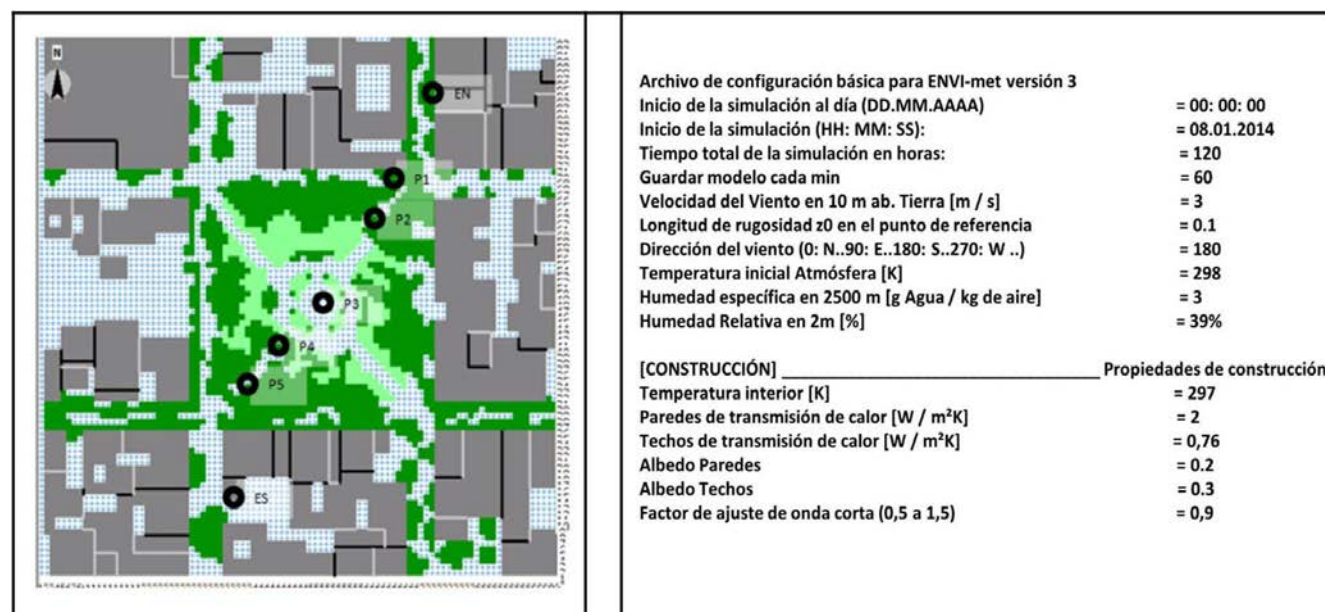 N
EN
P1
P2
P3
P4
P5
ES
Archivo de configuración básica para ENVI-met versión 3
Inicio de la simulación al día (DD.MM.AAAA) = 00: 00: 00
Inicio de la simulación (HH: MM: SS): = 08.01.2014
Tiempo total de la simulación en horas: = 120
Guardar modelo cada min = 60
Velocidad del Viento en 10 m ab. Tierra [m / s] = 3
Longitud de rugosidad z0 en el punto de referencia = 0.1
Dirección del viento (0: N..90: E..180: S..270: W ..) = 180
Temperatura inicial Atmósfera [K] = 298
Humedad específica en 2500 m [g Agua / kg de aire] = 3
Humedad Relativa en 2m [%] = 39%
[CONSTRUCCIÓN] ________________________________ Propiedades de construcción
Temperatura interior [K] = 297
Paredes de transmisión de calor [W / m²K] = 2
Techos de transmisión de calor [W / m²K] = 0,76
Albedo Paredes = 0.2
Albedo Techos = 0.3
Factor de ajuste de onda corta (0,5 a 1,5) = 0,9